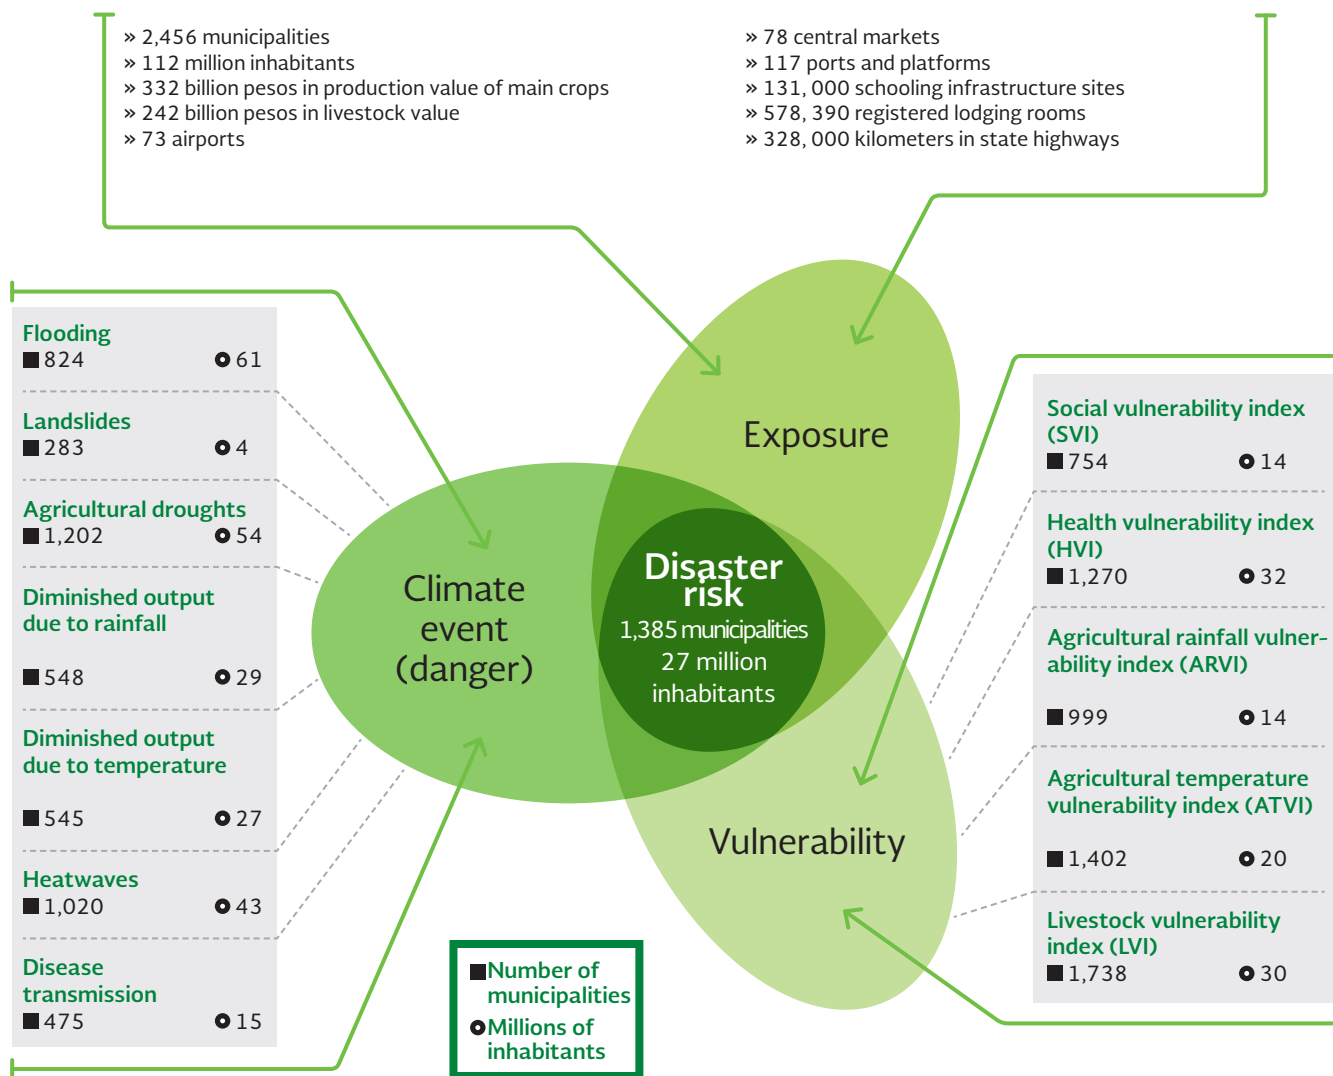 » 2,456 municipalities
» 112 million inhabitants
» 332 billion pesos in production value of main crops
» 242 billion pesos in livestock value
» 73 airports
» 78 central markets
» 117 ports and platforms
» 131, 000 schooling infrastructure sites
» 578, 390 registered lodging rooms
» 328, 000 kilometers in state highways
Flooding
824 61
Landslides
283 4
Agricultural droughts
1,202 54
Diminished output
due to rainfall
548 29
Diminished output
due to temperature
545 27
Heatwaves
1,020 43
Disease
transmission
475 15
Exposure
Climate
event
(danger)
Disaster
risk
1,385 municipalities
27 million
inhabitants
Vulnerability
Social vulnerability index
(SVI)
754 14
Health vulnerability index
(HVI)
1,270 32
Agricultural rainfall vulner-
ability index (ARVI)
999 14
Agricultural temperature
vulnerability index (ATVI)
1,402 20
Livestock vulnerability
index (LVI)
1,738 30
Number of
municipalities
Millions of
inhabitants